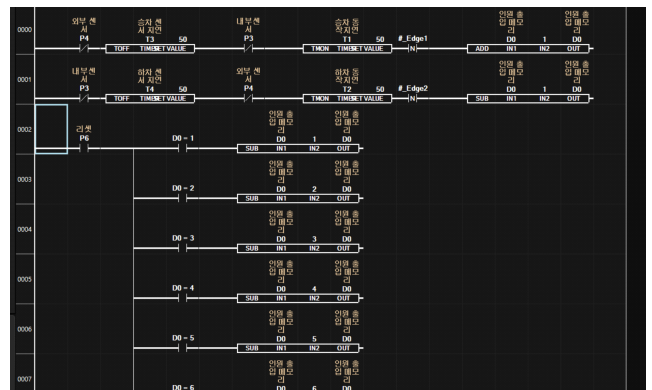 외부 센
서
승차 센
서 지연
내부센
서
승차 동
작지연
인원 출
입 메모
리
인원 출
입 메모
리
0000
P4
T3
50
P3
T1
50
#_Edge1
D0
1
D0
TOFF
TIMER
SET VALUE
TMON
TIMER
SET VALUE
N
ADD
IN1
IN2
OUT
내부센
서
하차 센
서 지연
외부 센
서
하차 동
작지연
인원 출
입 메모
리
인원 출
입 메모
리
0001
P3
T4
50
P4
T2
50
#_Edge2
D0
1
D0
TOFF
TIMER
SET VALUE
TMON
TIMER
SET VALUE
N
SUB
IN1
IN2
OUT
인원 출
입 메모
리
인원 출
입 메모
리
0002
리셋
P6
D0 = 1
D0
1
D0
SUB
IN1
IN2
OUT
인원 출
입 메모
리
인원 출
입 메모
리
0003
D0 = 2
D0
2
D0
SUB
IN1
IN2
OUT
인원 출
입 메모
리
인원 출
입 메모
리
0004
D0 = 3
D0
3
D0
SUB
IN1
IN2
OUT
인원 출
입 메모
리
인원 출
입 메모
리
0005
D0 = 4
D0
4
D0
SUB
IN1
IN2
OUT
인원 출
입 메모
리
인원 출
입 메모
리
0006
D0 = 5
D0
5
D0
SUB
IN1
IN2
OUT
인원 출
입 메모
리
인원 출
입 메모
리
0007
D0 = 6
D0
6
D0